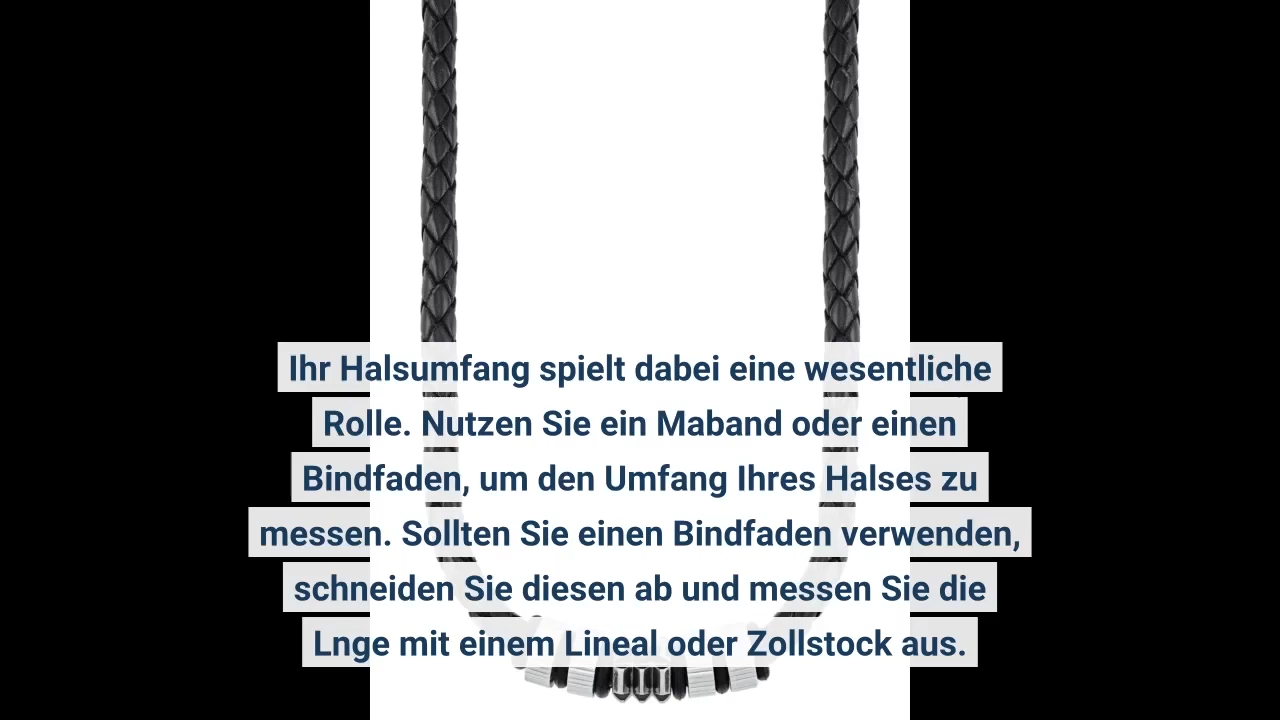 Ihr Halsumfang spielt dabei eine wesentliche
Rolle. Nutzen Sie ein Maband oder einen
Bindfaden, um den Umfang Ihres Halses zu
messen. Sollten Sie einen Bindfaden verwenden,
schneiden Sie diesen ab und messen Sie die
Lnge mit einem Lineal oder Zollstock aus.